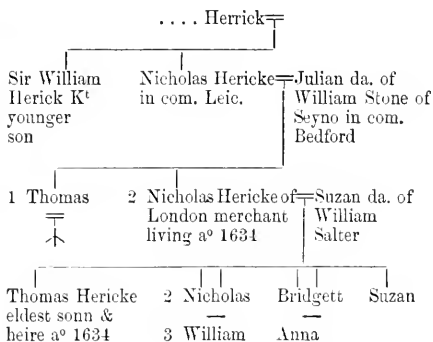 .... Herrick
Sir William
Herick Kt
younger
son
Nicholas Hericke
in com. Leic.
Julian da. of
William Stone of
Seyno in com.
Bedford
1 Thomas
2 Nicholas Hericke of
London merchant
living aº 1634
Suzan da. of
William
Salter
Thomas Hericke
eldest sonn &
heire aº 1634
2 Nicholas
3 William
Bridgett
Anna
Suzan